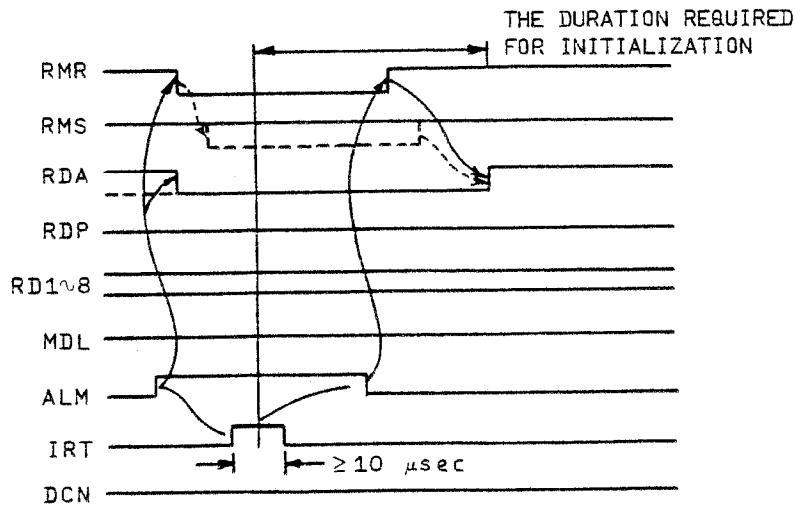 THE DURATION REQUIRED
FOR INITIALIZATION
RMR
RMS
RDA
RDP
RD1~8
MDL
ALM
IRT
≥10 μsec
DCN